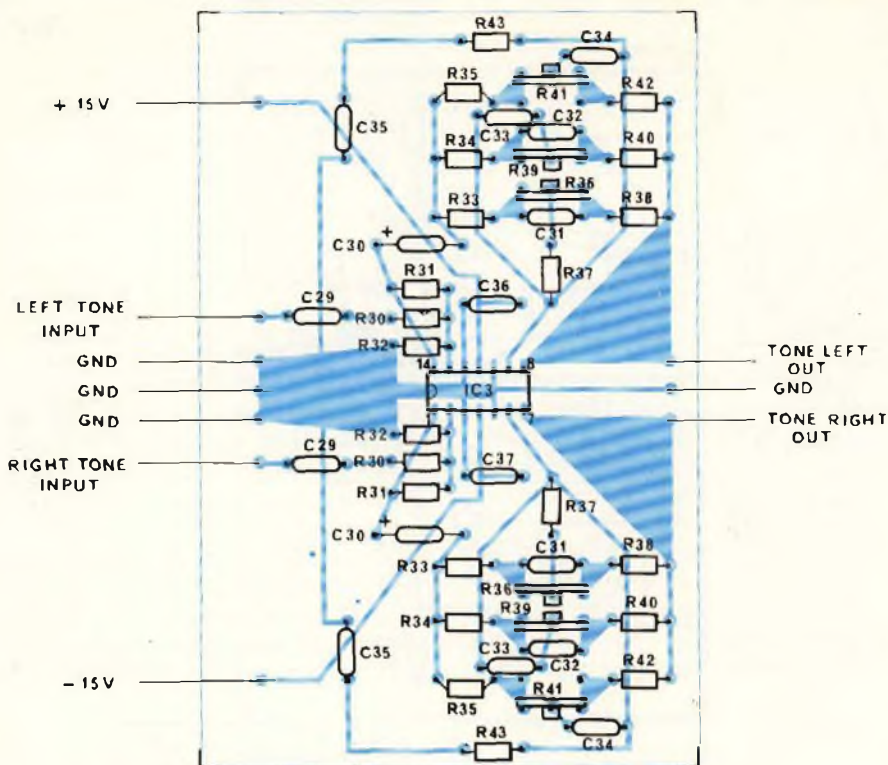 R43
C34
R35
R41
R42
+ 15V
C35
C33
C32
R34
R39
R40
R36
R33
C31
R38
+
C30
R37
R31
C36
LEFT TONE
INPUT
C29
R30
R32
GND
14
8
TONE LEFT
OUT
GND
IC3
GND
GND
1
7
TONE RIGHT
OUT
R32
C29
R30
RIGHT TONE
INPUT
C37
R31
R37
+
C30
R33
C31
R38
R36
R39
R40
R34
C35
C33
C32
R42
- 15V
R35
R41
C34
R43